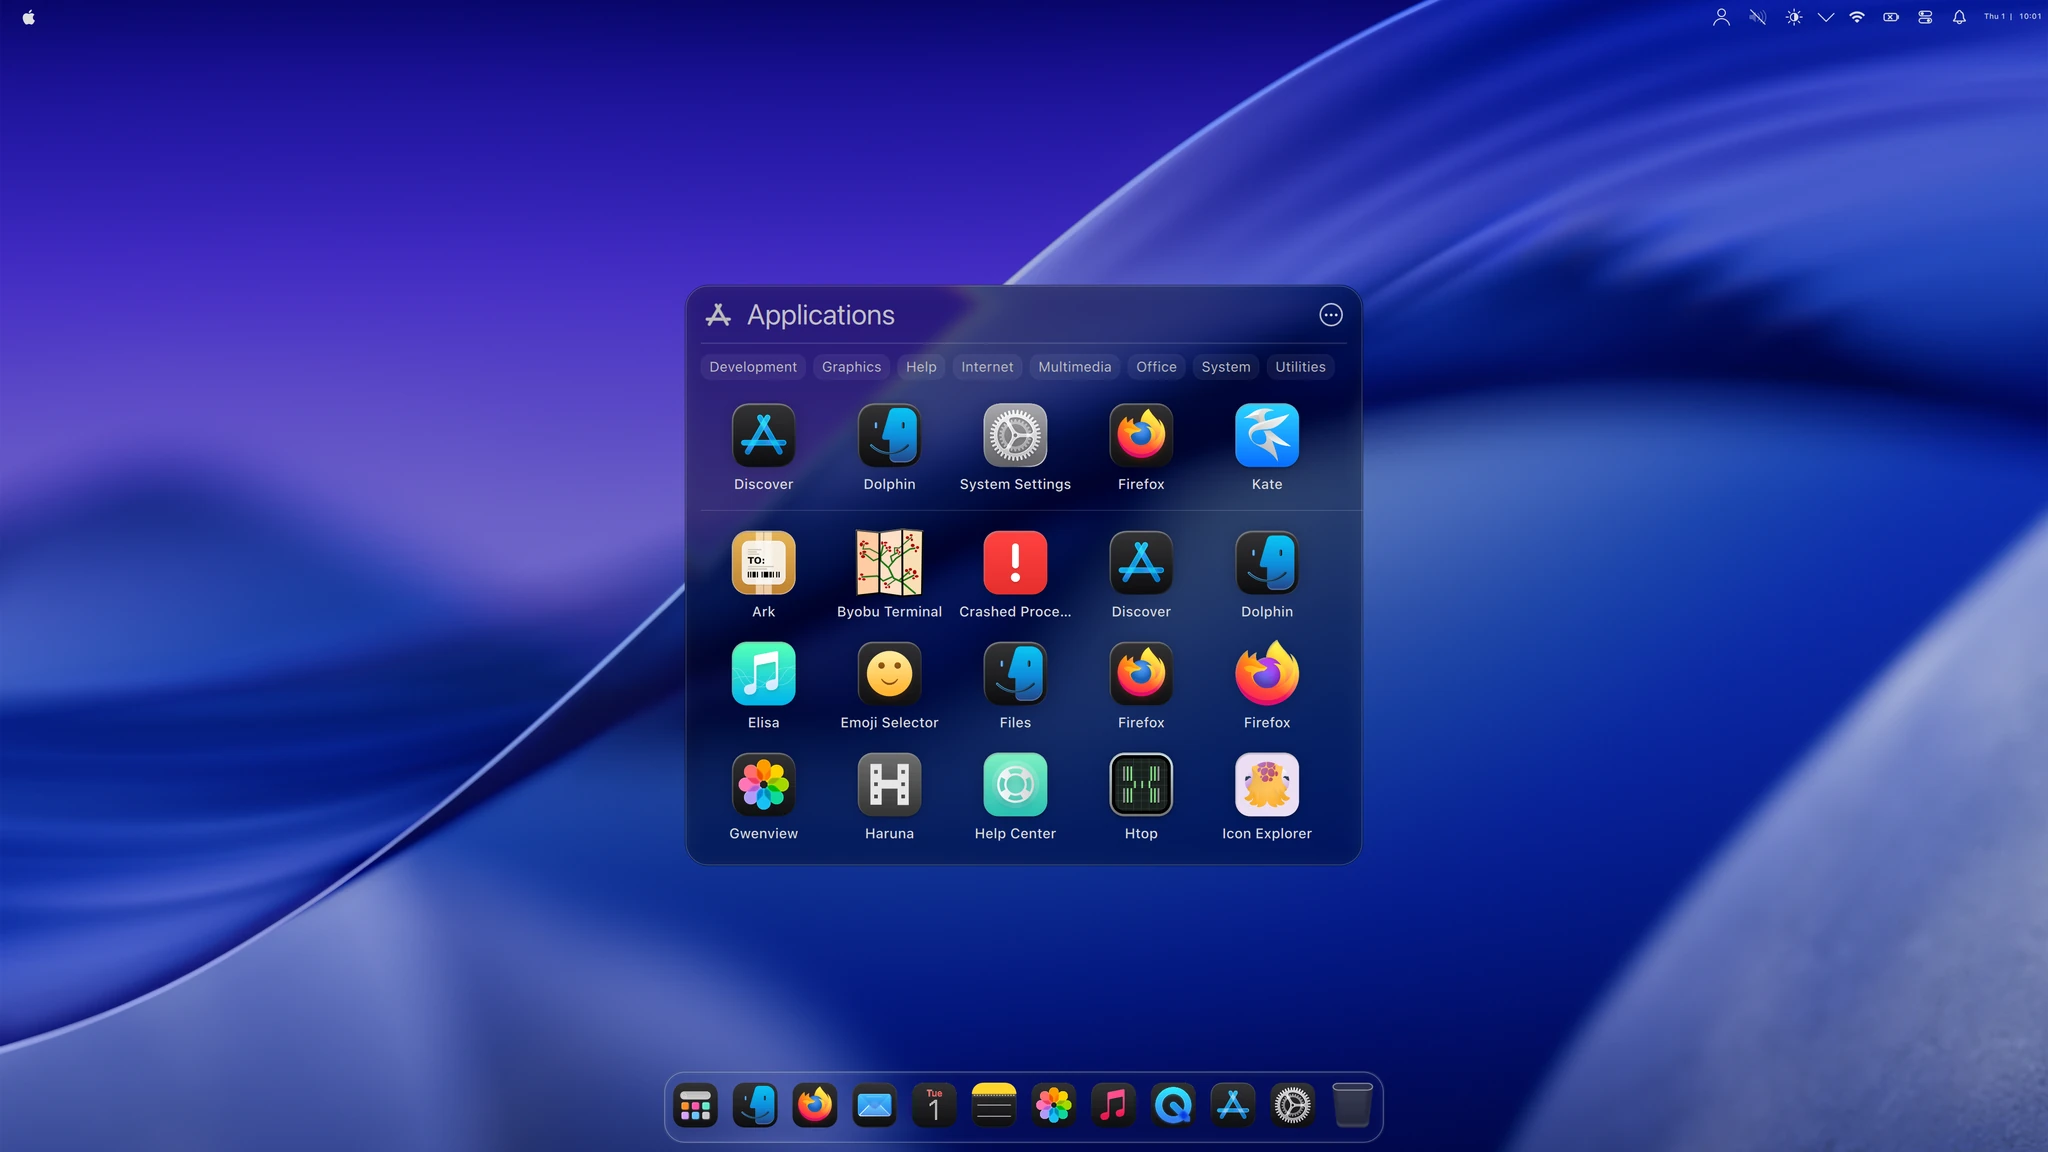 Thu 1 | 10:01
Applications
Development Graphics Help Internet Multimedia Office System Utilities
Discover Dolphin System Settings Firefox Kate
TO:
Ark Byobu Terminal Crashed Proce... Discover Dolphin
Elisa Emoji Selector Files Firefox Firefox
Gwenview Haruna Help Center Htop Icon Explorer
Tue
1